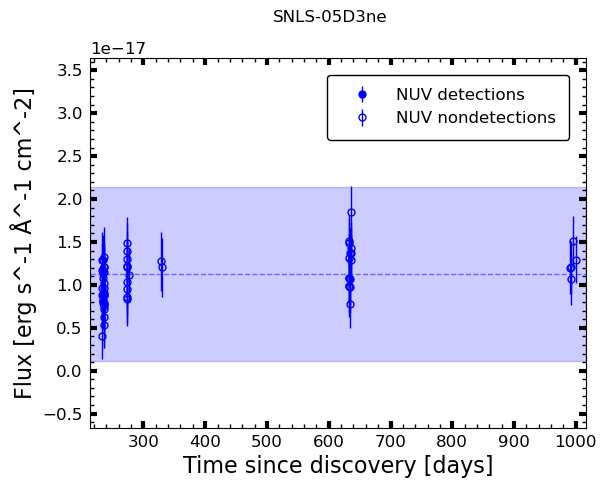 SNLS-05D3ne
1e−17
3.5
3.0
2.5
2.0
1.5
1.0
0.5
0.0
−0.5
NUV detections
NUV nondetections
Flux [erg s^-1 Å^-1 cm^-2]
300 400 500 600 700 800 900 1000
Time since discovery [days]